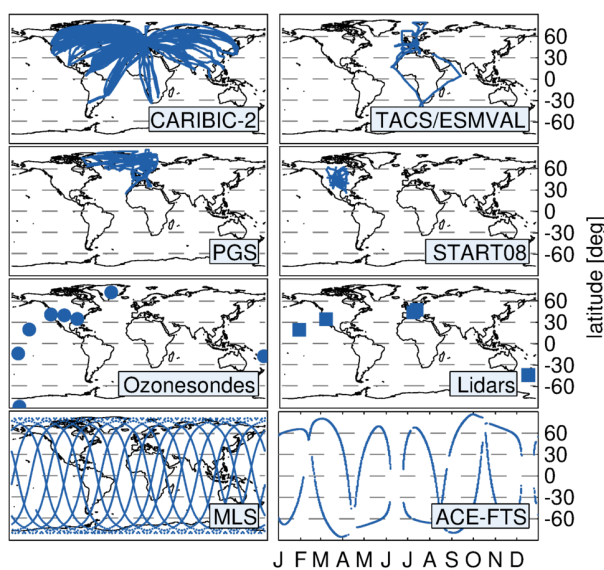 60
30
0
-30
-60
CARIBIC-2
TACS/ESMVAL
60
30
0
-30
-60
PGS
START08
latitude [deg]
60
30
0
-30
-60
Ozonesondes
Lidars
60
30
0
-30
-60
MLS
ACE-FTS
J F M A M J J A S O N D